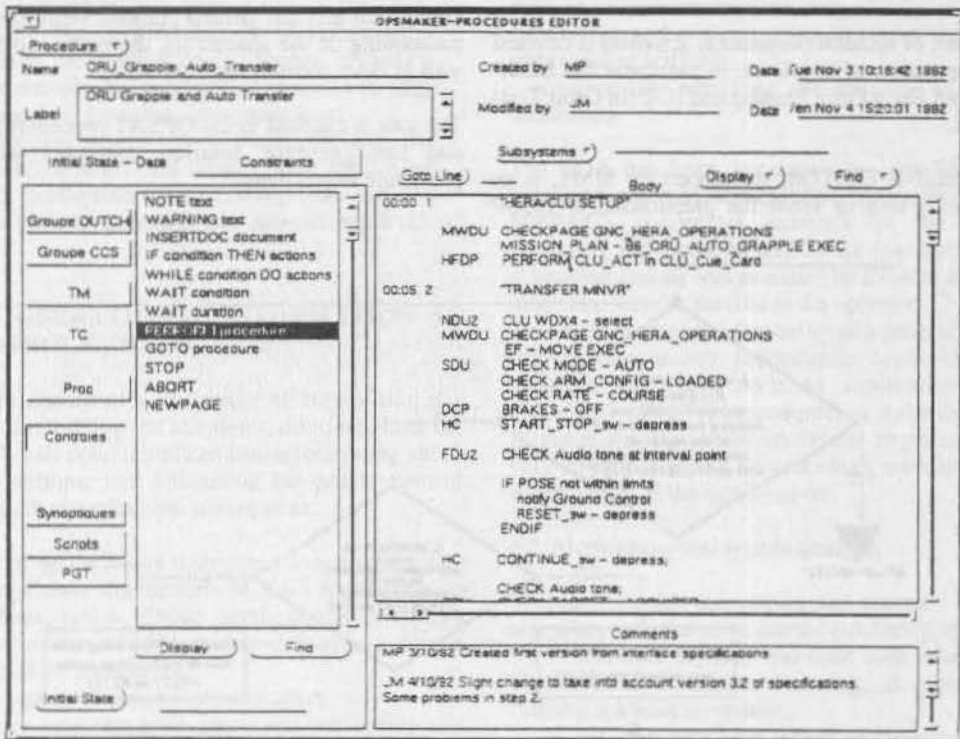 OPSMAKER-PROCEDURES EDITOR
Procedure
Name ORU_Grapple_Auto_Transfer
Created by MP
Date Tue Nov 3 10:18:42 1992
Label ORU Grapple and Auto Transfer
Modified by JM
Date Wen Nov 4 15:20:01 1992
Initial State - Date Constraints
Subsystems
Goto Line Body Display Find
Groupe DUTCH
Groupe CCS
TM
TC
Proc
Controles
Synoptiques
Scripts
PGT
NOTE text
WARNING text
INSERTDOC document
IF condition THEN actions
WHILE condition DO actions -
WAIT condition
WAIT duration
PERFORM procedure
GOTO procedure
STOP
ABORT
NEWPAGE
Display Find
Initial State
00:00 1 "HERA/CLU SETUP"
MWDU CHECKPAGE GNC_HERA_OPERATIONS
MISSION_PLAN - 86_ORU_AUTO_GRAPPLE EXEC
HFDP PERFORM CLU_ACT in CLU_Cue_Card
00:05 2 "TRANSFER MNVR"
NDU2 CLU WDX4 - select
MWDU CHECKPAGE GNC_HERA_OPERATIONS
EF - MOVE EXEC
SDU CHECK MODE - AUTO
CHECK ARM_CONFIG - LOADED
CHECK RATE - COURSE
DCP BRAKES - OFF
HC START_STOP_sw - depress
FDU2 CHECK Audio tone at interval point
IF POSE not within limits
notify Ground Control
RESET_sw - depress
ENDIF
HC CONTINUE_sw - depress;
CHECK Audio tone;
Comments
MP 3/10/92 Created first version from interface specifications
JM 4/10/92 Slight change to take into account version 3.2 of specifications.
Some problems in step 2.